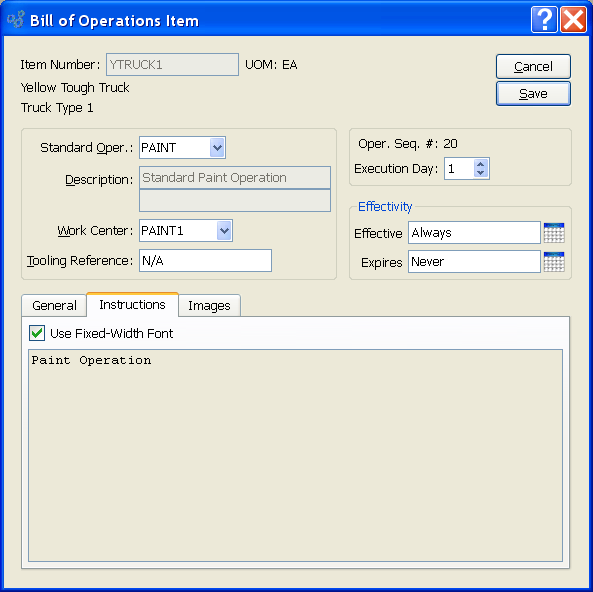 Bill of Operations Item
?
Item Number: YTRUCK1 UOM: EA
Cancel
Yellow Tough Truck
Save
Truck Type 1
Standard Oper.: PAINT
Description: Standard Paint Operation
Work Center: PAINT1
Tooling Reference: N/A
Oper. Seq. #: 20
Execution Day: 1
Effectivity
Effective Always
Expires Never
General Instructions Images
Use Fixed-Width Font
Paint Operation